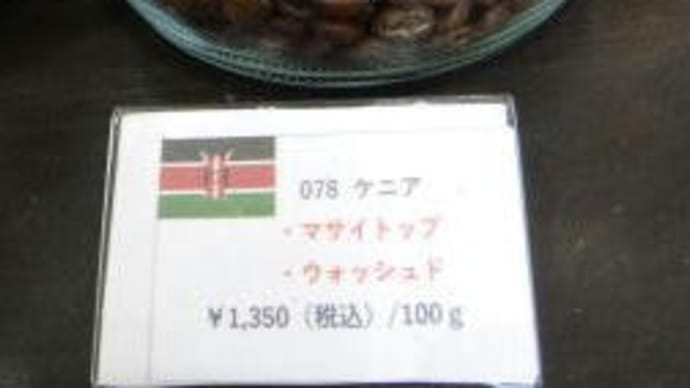 078 ケニア
・マサイトップ
・ウォッシュド
￥1,350（税込）/100g